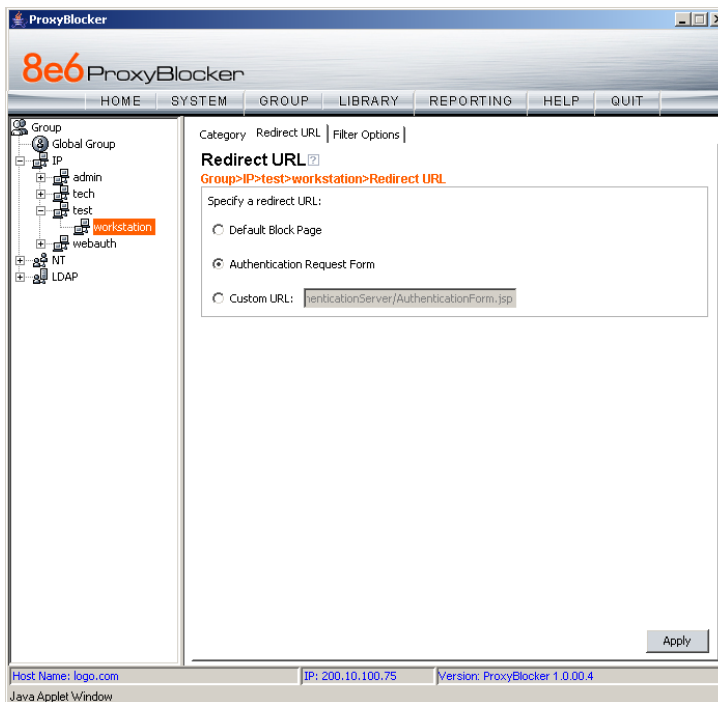 ProxyBlocker
8e6 ProxyBlocker
HOME SYSTEM GROUP LIBRARY REPORTING HELP QUIT
Group
Global Group
IP
admin
tech
test
workstation
webauth
NT
LDAP
Category Redirect URL Filter Options
Redirect URL ?
Group>IP>test>workstation>Redirect URL
Specify a redirect URL:
Default Block Page
Authentication Request Form
Custom URL: henticationServer/AuthenticationForm.jsp
Apply
Host Name: logo.com IP: 200.10.100.75 Version: ProxyBlocker 1.0.00.4
Java Applet Window